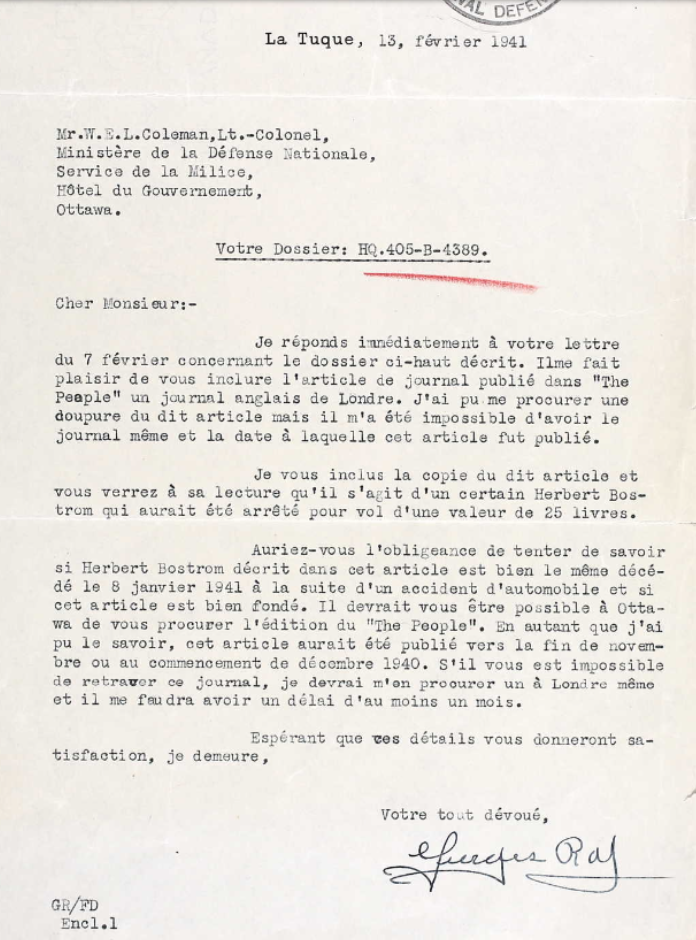 NAL DEFEN
La Tuque, 13, février 1941
Mr.W.E.L.Coleman,Lt.-Colonel,
Ministère de la Défense Nationale,
Service de la Milice,
Hôtel du Gouvernement,
Ottawa.
Votre Dossier: HQ.405-B-4389.
Cher Monsieur:-
Je réponds immédiatement à votre lettre
du 7 février concernant le dossier ci-haut décrit. Ilme fait
plaisir de vous inclure l'article de journal publié dans "The
People" un journal anglais de Londre. J'ai pu me procurer une
doupure du dit article mais il m'a été impossible d'avoir le
journal même et la date à laquelle cet article fut publié.
Je vous inclus la copie du dit article et
vous verrez à sa lecture qu'il s'agit d'un certain Herbert Bos-
trom qui aurait été arrêté pour vol d'une valeur de 25 livres.
Auriez-vous l'obligeance de tenter de savoir
si Herbert Bostrom décrit dans cet article est bien le même décé-
dé le 8 janvier 1941 à la suite d'un accident d'automobile et si
cet article est bien fondé. Il devrait vous être possible à Otta-
wa de vous procurer l'édition du "The People". En autant que j'ai
pu le savoir, cet article aurait été publié vers la fin de novem-
bre ou au commencement de décembre 1940. S'il vous est impossible
de retraver ce journal, je devrai m'en procurer un à Londre même
et il me faudra avoir un délai d'au moins un mois.
Espérant que ces détails vous donneront sa-
tisfaction, je demeure,
Votre tout dévoué,
Georges
GR/FD
Encl.1